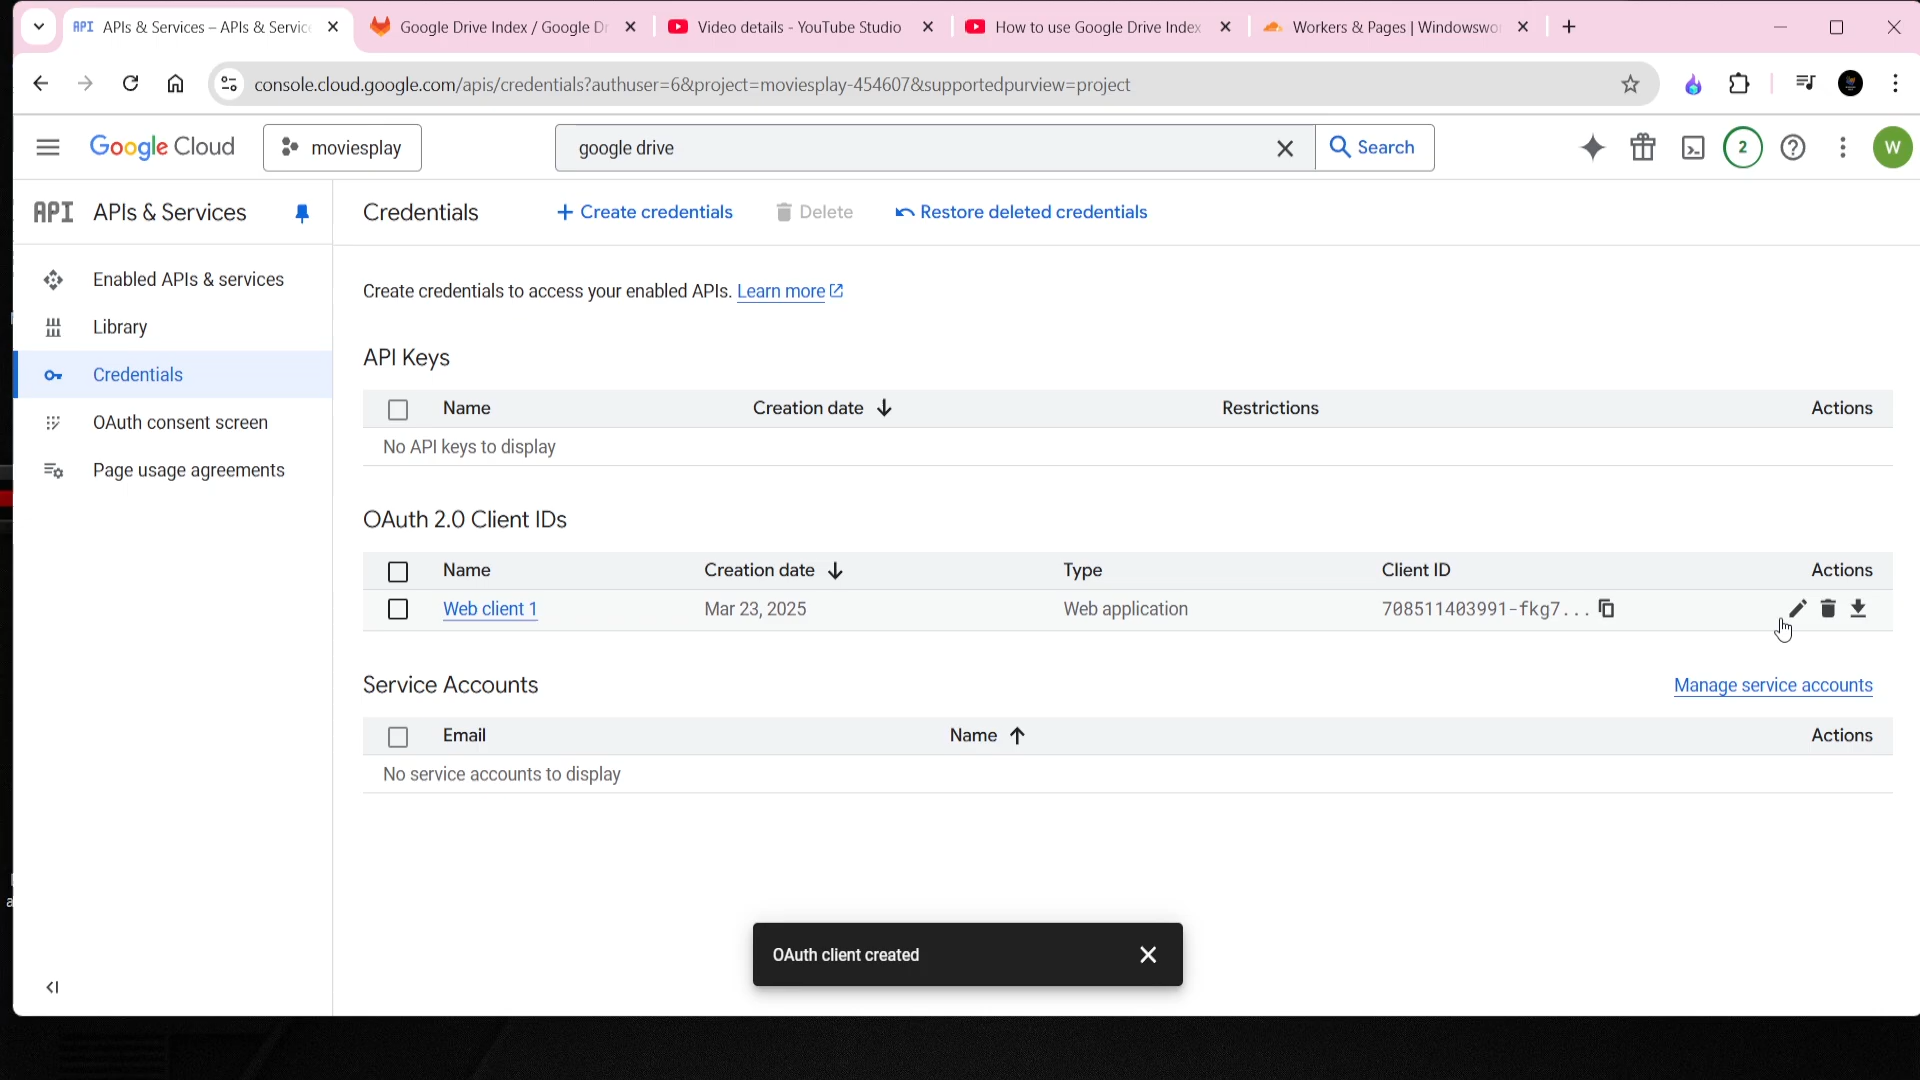 API APIs & Services – APIs & Servic
Google Drive Index / Google Dr
Video details - YouTube Studio
How to use Google Drive Index
Workers & Pages | Windowswo
console.cloud.google.com/apis/credentials?authuser=6&project=moviesplay-454607&supportedpurview=project
Google Cloud
moviesplay
google drive
Search
2
W
API APIs & Services
Credentials
+ Create credentials
Delete
Restore deleted credentials
Enabled APIs & services
Library
Credentials
OAuth consent screen
Page usage agreements
Create credentials to access your enabled APIs. Learn more
API Keys
Name Creation date Restrictions Actions
No API keys to display
OAuth 2.0 Client IDs
Name Creation date Type Client ID Actions
Web client 1 Mar 23, 2025 Web application 708511403991-fkg7...
Service Accounts
Manage service accounts
Email Name Actions
No service accounts to display
OAuth client created